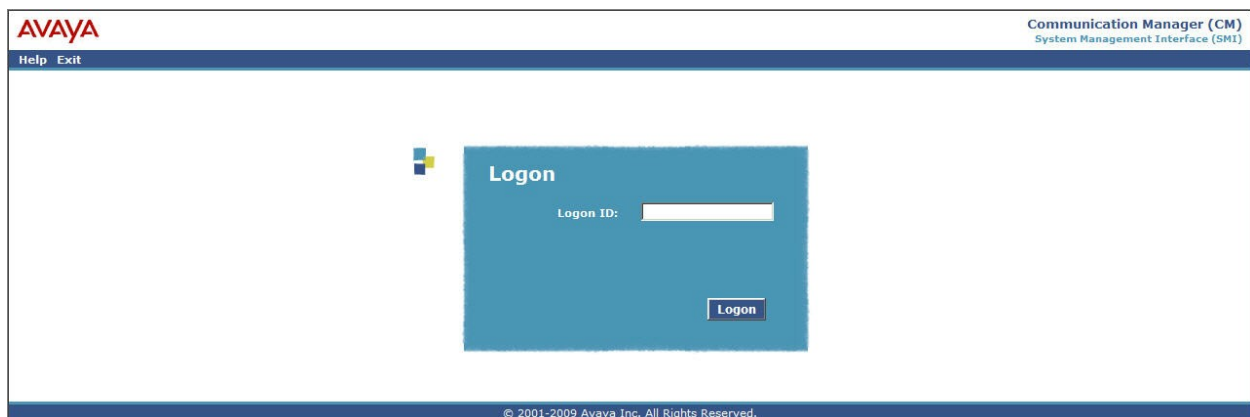 AVAYA
Communication Manager (CM)
System Management Interface (SMI)
Help Exit
Logon
Logon ID:
Logon
© 2001-2009 Avaya Inc. All Rights Reserved.